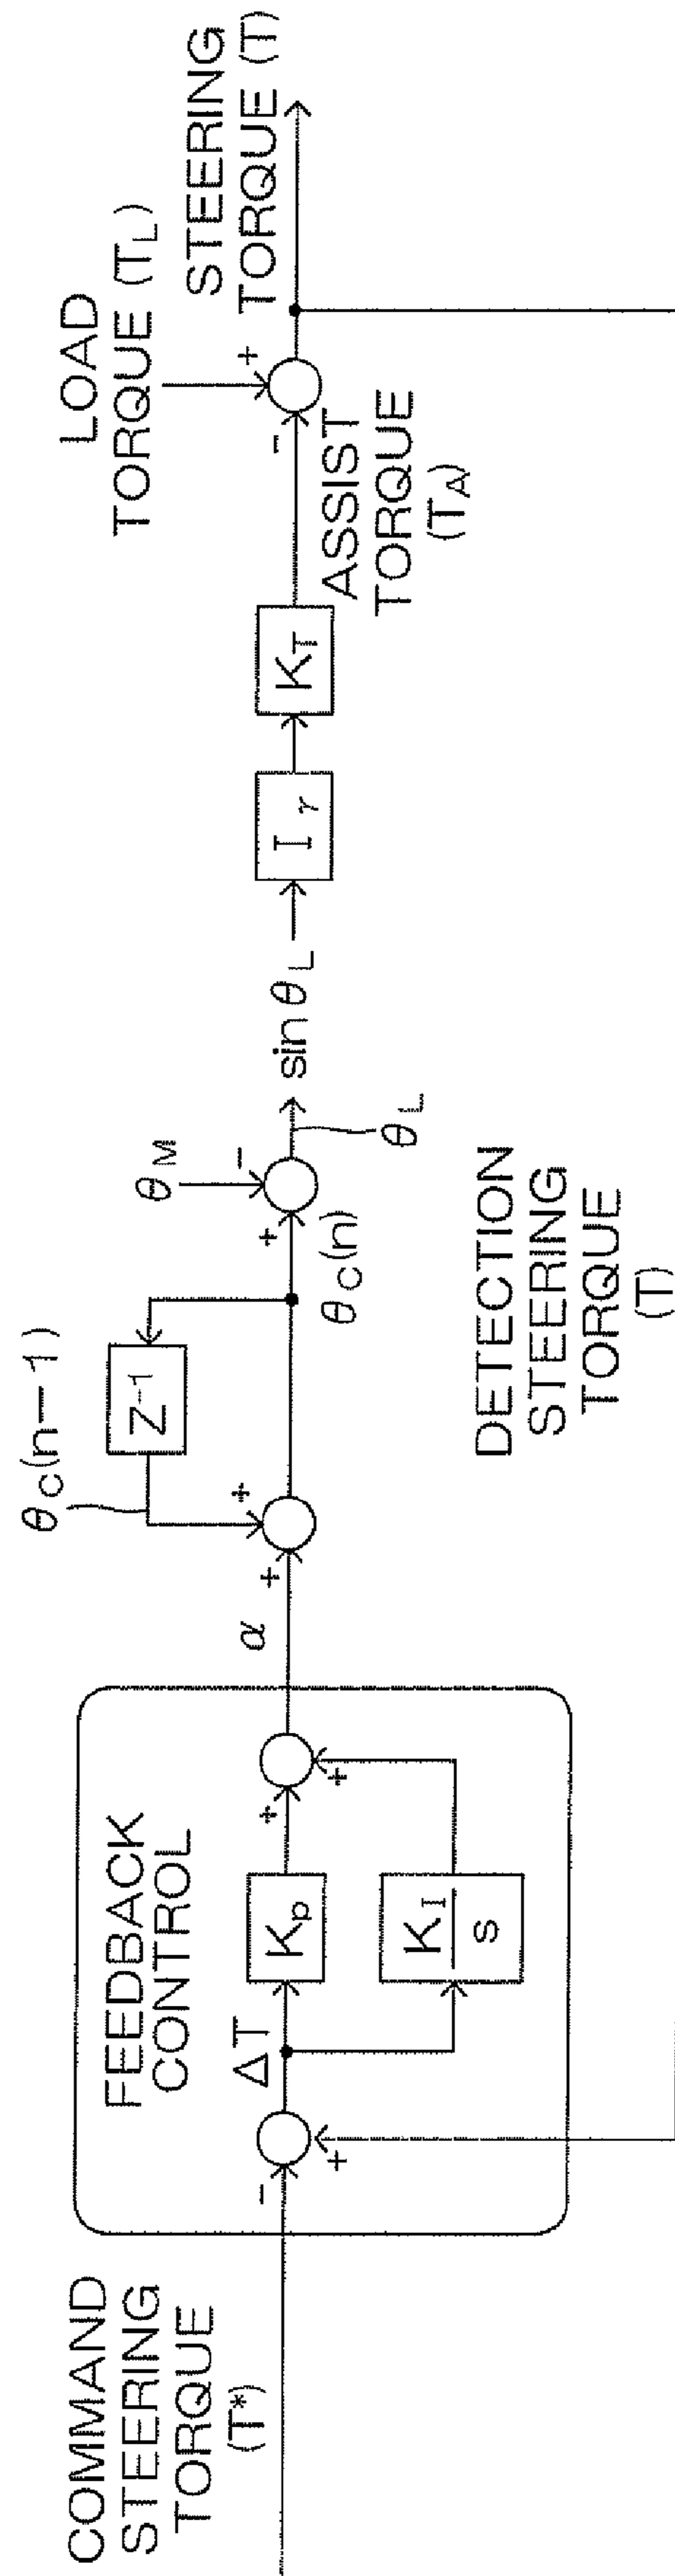 COMMAND
STEERING
TORQUE
(T*)
FEEDBACK
CONTROL
−
+
ΔT
Kp
KI
s
+
+
α
+
+
θC(n−1)
Z-1
θC(n)
+
−
θM
θL
sin θL
Iγ
KT
ASSIST
TORQUE
(TA)
LOAD
TORQUE (TL)
−
+
STEERING
TORQUE (T)
DETECTION
STEERING
TORQUE
(T)